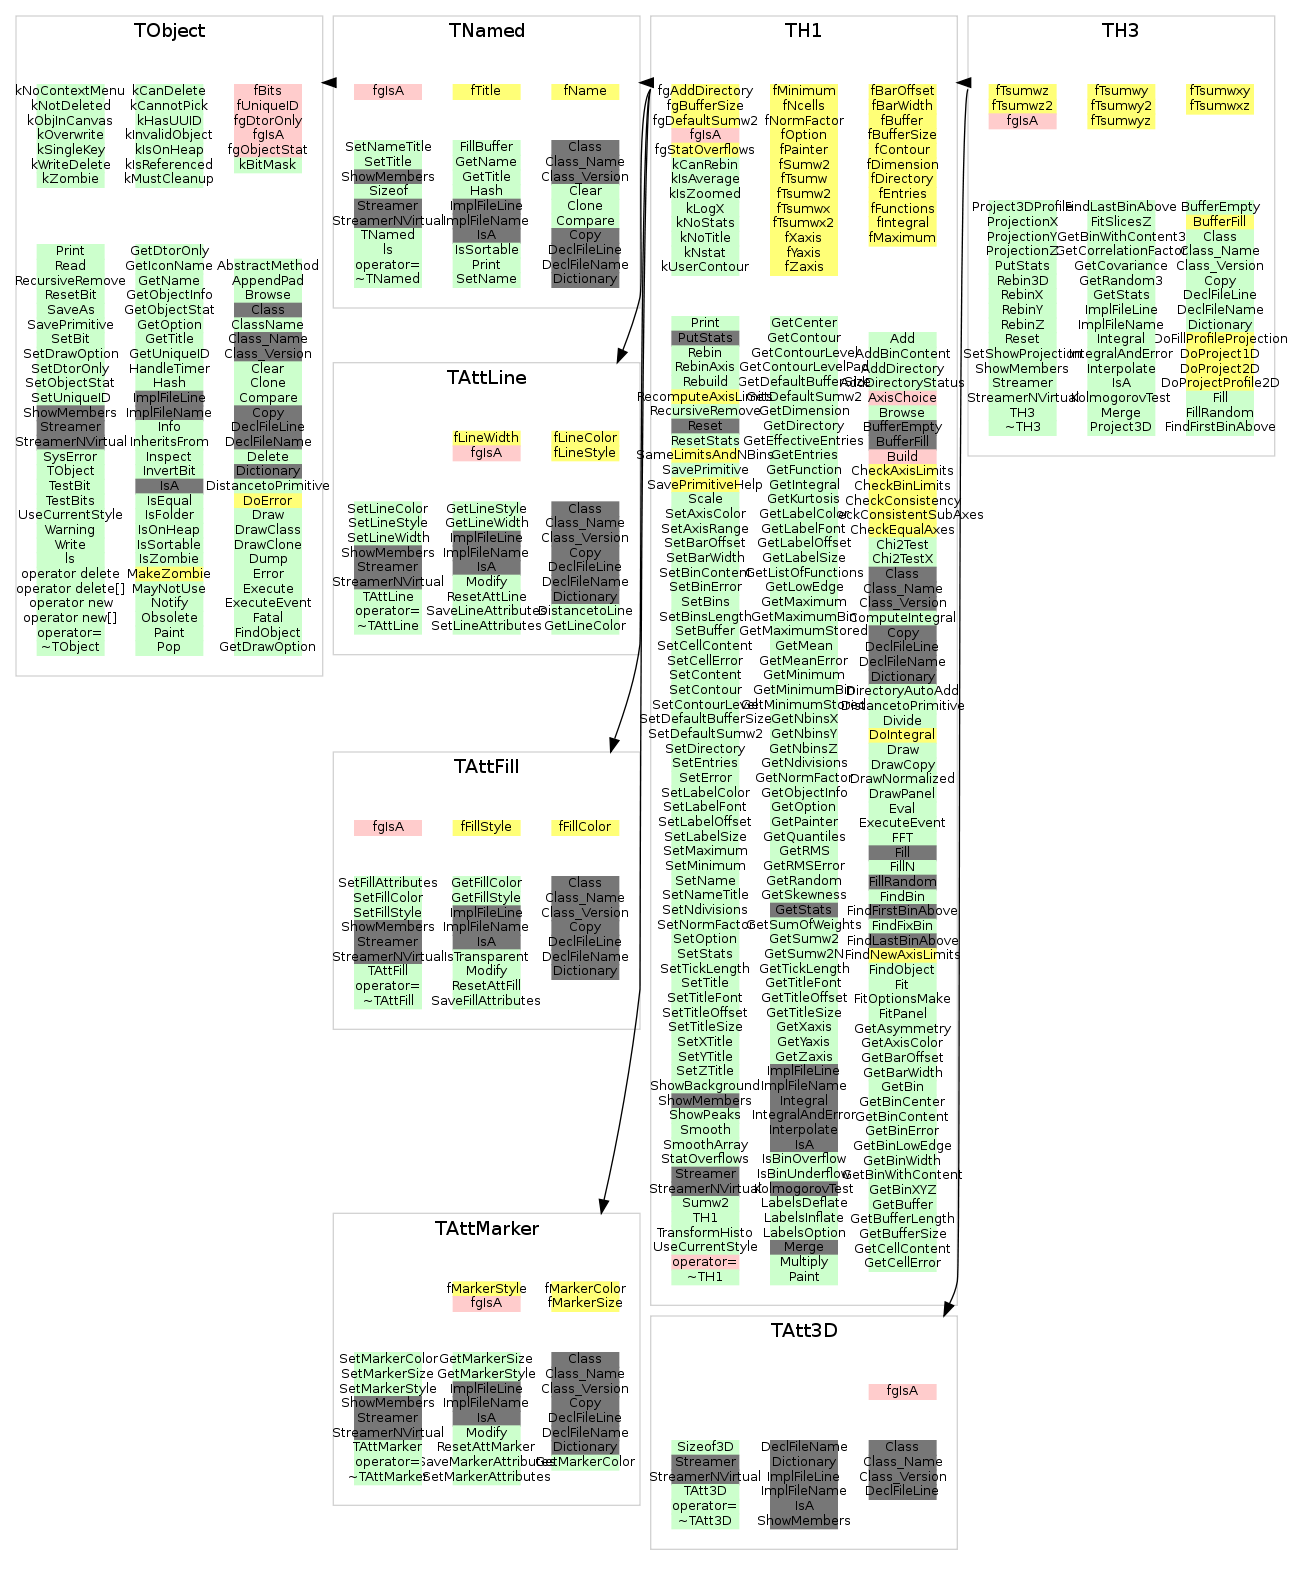 TObject
kNoContextMenu
kNotDeleted
kObjInCanvas
kOverwrite
kSingleKey
kWriteDelete
kZombie
kCanDelete
kCannotPick
kHasUUID
kInvalidObject
kIsOnHeap
kIsReferenced
kMustCleanup
fBits
fUniqueID
fgDtorOnly
fgIsA
fgObjectStat
kBitMask
Print
Read
RecursiveRemove
ResetBit
SaveAs
SavePrimitive
SetBit
SetDrawOption
SetDtorOnly
SetObjectStat
SetUniqueID
ShowMembers
Streamer
StreamerNVirtual
SysError
TObject
TestBit
TestBits
UseCurrentStyle
Warning
Write
ls
operator delete
operator delete[]
operator new
operator new[]
operator=
~TObject
GetDtorOnly
GetIconName
GetName
GetObjectInfo
GetObjectStat
GetOption
GetTitle
GetUniqueID
HandleTimer
Hash
ImplFileLine
ImplFileName
Info
InheritsFrom
Inspect
InvertBit
IsA
IsEqual
IsFolder
IsOnHeap
IsSortable
IsZombie
MakeZombie
MayNotUse
Notify
Obsolete
Paint
Pop
AbstractMethod
AppendPad
Browse
Class
ClassName
Class_Name
Class_Version
Clear
Clone
Compare
Copy
DeclFileLine
DeclFileName
Delete
Dictionary
DistancetoPrimitive
DoError
Draw
DrawClass
DrawClone
Dump
Error
Execute
ExecuteEvent
Fatal
FindObject
GetDrawOption
TNamed
fgIsA
fTitle
fName
SetNameTitle
SetTitle
ShowMembers
Sizeof
Streamer
StreamerNVirtual
TNamed
ls
operator=
~TNamed
FillBuffer
GetName
GetTitle
Hash
ImplFileLine
ImplFileName
IsA
IsSortable
Print
SetName
Class
Class_Name
Class_Version
Clear
Clone
Compare
Copy
DeclFileLine
DeclFileName
Dictionary
TAttLine
fLineWidth
fgIsA
fLineColor
fLineStyle
SetLineColor
SetLineStyle
SetLineWidth
ShowMembers
Streamer
StreamerNVirtual
TAttLine
operator=
~TAttLine
GetLineStyle
GetLineWidth
ImplFileLine
ImplFileName
IsA
Modify
ResetAttLine
SaveLineAttributes
SetLineAttributes
Class
Class_Name
Class_Version
Copy
DeclFileLine
DeclFileName
Dictionary
DistancetoLine
GetLineColor
TAttFill
fgIsA
fFillStyle
fFillColor
SetFillAttributes
SetFillColor
SetFillStyle
ShowMembers
Streamer
StreamerNVirtual
TAttFill
operator=
~TAttFill
GetFillColor
GetFillStyle
ImplFileLine
ImplFileName
IsA
IsTransparent
Modify
ResetAttFill
SaveFillAttributes
Class
Class_Name
Class_Version
Copy
DeclFileLine
DeclFileName
Dictionary
TAttMarker
fMarkerStyle
fgIsA
fMarkerColor
fMarkerSize
SetMarkerColor
SetMarkerSize
SetMarkerStyle
ShowMembers
Streamer
StreamerNVirtual
TAttMarker
operator=
~TAttMarker
GetMarkerSize
GetMarkerStyle
ImplFileLine
ImplFileName
IsA
Modify
ResetAttMarker
SaveMarkerAttributes
SetMarkerAttributes
Class
Class_Name
Class_Version
Copy
DeclFileLine
DeclFileName
Dictionary
GetMarkerColor
TH1
fgAddDirectory
fgBufferSize
fgDefaultSumw2
fgIsA
fgStatOverflows
kCanRebin
kIsAverage
kIsZoomed
kLogX
kNoStats
kNoTitle
kNstat
kUserContour
fMinimum
fNcells
fNormFactor
fOption
fPainter
fSumw2
fTsumw
fTsumw2
fTsumwx
fTsumwx2
fXaxis
fYaxis
fZaxis
fBarOffset
fBarWidth
fBuffer
fBufferSize
fContour
fDimension
fDirectory
fEntries
fFunctions
fIntegral
fMaximum
Print
PutStats
Rebin
RebinAxis
Rebuild
RecomputeAxisLimits
RecursiveRemove
Reset
ResetStats
SameLimitsAndNBins
SavePrimitive
SavePrimitiveHelp
Scale
SetAxisColor
SetAxisRange
SetBarOffset
SetBarWidth
SetBinContent
SetBinError
SetBins
SetBinsLength
SetBuffer
SetCellContent
SetCellError
SetContent
SetContour
SetContourLevel
SetDefaultBufferSize
SetDefaultSumw2
SetDirectory
SetEntries
SetError
SetLabelColor
SetLabelFont
SetLabelOffset
SetLabelSize
SetMaximum
SetMinimum
SetName
SetNameTitle
SetNdivisions
SetNormFactor
SetOption
SetStats
SetTickLength
SetTitle
SetTitleFont
SetTitleOffset
SetTitleSize
SetXTitle
SetYTitle
SetZTitle
ShowBackground
ShowMembers
ShowPeaks
Smooth
SmoothArray
StatOverflows
Streamer
StreamerNVirtual
Sumw2
TH1
TransformHisto
UseCurrentStyle
operator=
~TH1
GetCenter
GetContour
GetContourLevel
GetContourLevelPad
GetDefaultBufferSize
GetDefaultSumw2
GetDimension
GetDirectory
GetEffectiveEntries
GetEntries
GetFunction
GetIntegral
GetKurtosis
GetLabelColor
GetLabelFont
GetLabelOffset
GetLabelSize
GetListOfFunctions
GetLowEdge
GetMaximum
GetMaximumBin
GetMaximumStored
GetMean
GetMeanError
GetMinimum
GetMinimumBin
GetMinimumStored
GetNbinsX
GetNbinsY
GetNbinsZ
GetNdivisions
GetNormFactor
GetObjectInfo
GetOption
GetPainter
GetQuantiles
GetRMS
GetRMSError
GetRandom
GetSkewness
GetStats
GetSumOfWeights
GetSumw2
GetSumw2N
GetTickLength
GetTitleFont
GetTitleOffset
GetTitleSize
GetXaxis
GetYaxis
GetZaxis
ImplFileLine
ImplFileName
Integral
IntegralAndError
Interpolate
IsA
IsBinOverflow
IsBinUnderflow
KolmogorovTest
LabelsDeflate
LabelsInflate
LabelsOption
Merge
Multiply
Paint
Add
AddBinContent
AddDirectory
AddDirectoryStatus
AxisChoice
Browse
BufferEmpty
BufferFill
Build
CheckAxisLimits
CheckBinLimits
CheckConsistency
eckConsistentSubAxes
CheckEqualAxes
Chi2Test
Chi2TestX
Class
Class_Name
Class_Version
ComputeIntegral
Copy
DeclFileLine
DeclFileName
Dictionary
DirectoryAutoAdd
DistancetoPrimitive
Divide
DoIntegral
Draw
DrawCopy
DrawNormalized
DrawPanel
Eval
ExecuteEvent
FFT
Fill
FillN
FillRandom
FindBin
FindFirstBinAbove
FindFixBin
FindLastBinAbove
FindNewAxisLimits
FindObject
Fit
FitOptionsMake
FitPanel
GetAsymmetry
GetAxisColor
GetBarOffset
GetBarWidth
GetBin
GetBinCenter
GetBinContent
GetBinError
GetBinLowEdge
GetBinWidth
GetBinWithContent
GetBinXYZ
GetBuffer
GetBufferLength
GetBufferSize
GetCellContent
GetCellError
TAtt3D
fgIsA
Sizeof3D
Streamer
StreamerNVirtual
TAtt3D
operator=
~TAtt3D
DeclFileName
Dictionary
ImplFileLine
ImplFileName
IsA
ShowMembers
Class
Class_Name
Class_Version
DeclFileLine
TH3
fTsumwz
fTsumwz2
fgIsA
fTsumwy
fTsumwy2
fTsumwyz
fTsumwxy
fTsumwxz
Project3DProfile
ProjectionX
ProjectionY
ProjectionZ
PutStats
Rebin3D
RebinX
RebinY
RebinZ
Reset
SetShowProjection
ShowMembers
Streamer
StreamerNVirtual
TH3
~TH3
FindLastBinAbove
FitSlicesZ
GetBinWithContent3
GetCorrelationFactor
GetCovariance
GetRandom3
GetStats
ImplFileLine
ImplFileName
Integral
IntegralAndError
Interpolate
IsA
KolmogorovTest
Merge
Project3D
BufferEmpty
BufferFill
Class
Class_Name
Class_Version
Copy
DeclFileLine
DeclFileName
Dictionary
DoFillProfileProjection
DoProject1D
DoProject2D
DoProjectProfile2D
Fill
FillRandom
FindFirstBinAbove